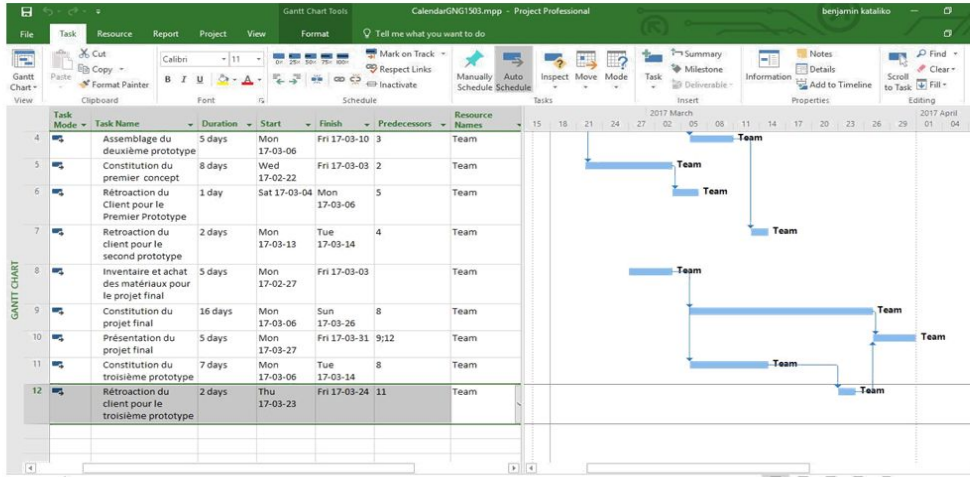 Gantt Chart Tools
CalendarGNG1503.mpp - Project Professional
benjamin kataliko
File Task Resource Report Project View Format Tell me what you want to do
Gantt Chart
View
Paste
Cut
Copy
Format Painter
Clipboard
Calibri 11
B I U A
Font
0% 25% 50% 75% 100%
Mark on Track
Respect Links
Inactivate
Schedule
Manually Schedule
Auto Schedule
Inspect
Move
Mode
Tasks
Task
Summary
Milestone
Deliverable
Insert
Information
Notes
Details
Add to Timeline
Properties
Scroll to Task
Find
Clear
Fill
Editing
Task Mode Task Name Duration Start Finish Predecessors Resource Names
2017 March 2017 April
15 18 21 24 27 02 05 08 11 14 17 20 23 26 29 01 04
4 Assemblage du deuxième prototype 5 days Mon 17-03-06 Fri 17-03-10 3 Team
5 Constitution du premier concept 8 days Wed 17-02-22 Fri 17-03-03 2 Team
6 Rétroaction du Client pour le Premier Prototype 1 day Sat 17-03-04 Mon 17-03-06 5 Team
7 Retroaction du client pour le second prototype 2 days Mon 17-03-13 Tue 17-03-14 4 Team
8 Inventaire et achat des matériaux pour le projet final 5 days Mon 17-02-27 Fri 17-03-03 Team
9 Constitution du projet final 16 days Mon 17-03-06 Sun 17-03-26 8 Team
10 Présentation du projet final 5 days Mon 17-03-27 Fri 17-03-31 9;12 Team
11 Constitution du troisième prototype 7 days Mon 17-03-06 Tue 17-03-14 8 Team
12 Rétroaction du client pour le troisième prototype 2 days Thu 17-03-23 Fri 17-03-24 11 Team
GANTT CHART
Team
Team
Team
Team
Team
Team
Team
Team
Team